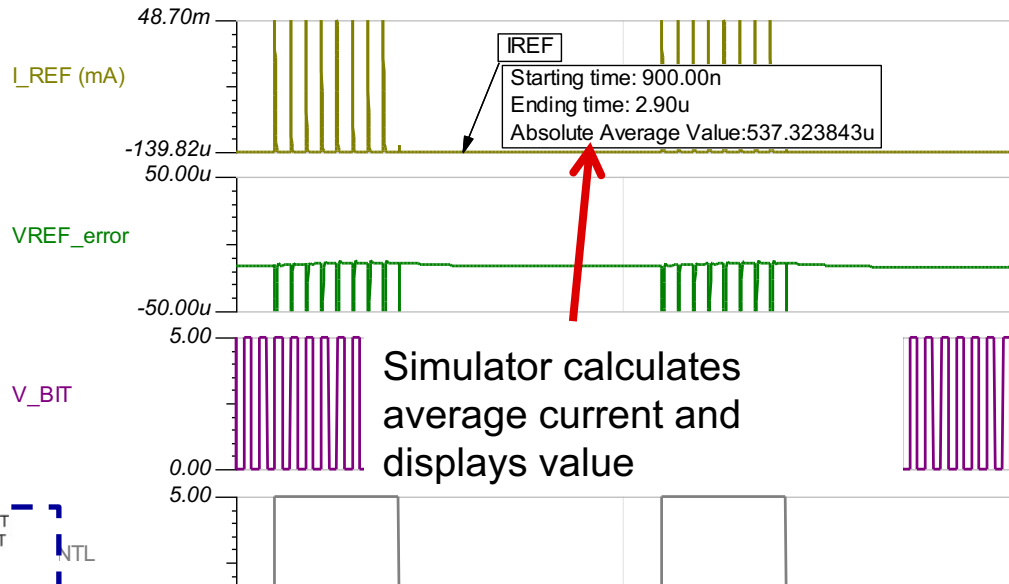 48.70m
I_REF (mA)
-139.82u
IREF
Starting time: 900.00n
Ending time: 2.90u
Absolute Average Value:537.323843u
50.00u
VREF_error
-50.00u
5.00
V_BIT
0.00
Simulator calculates
average current and
displays value
5.00
T
T
NTL